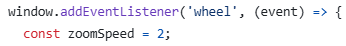 window.addEventListener('wheel', (event) => {
  const zoomSpeed = 2;